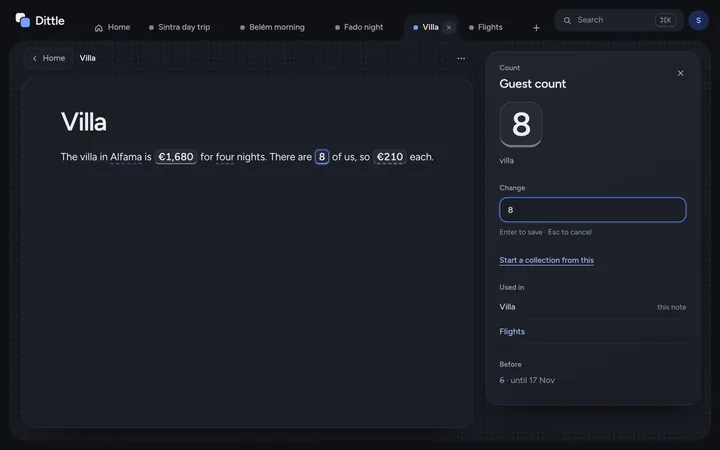 Dittle
Home
Sintra day trip
Belém morning
Fado night
Villa
Flights
Search
⌘K
S
Home
Villa
Villa
The villa in Alfama is €1,680 for four nights. There are 8 of us, so €210 each.
Count
Guest count
8
villa
Change
8
Enter to save · Esc to cancel
Start a collection from this
Used in
Villa
this note
Flights
Before
6 · until 17 Nov